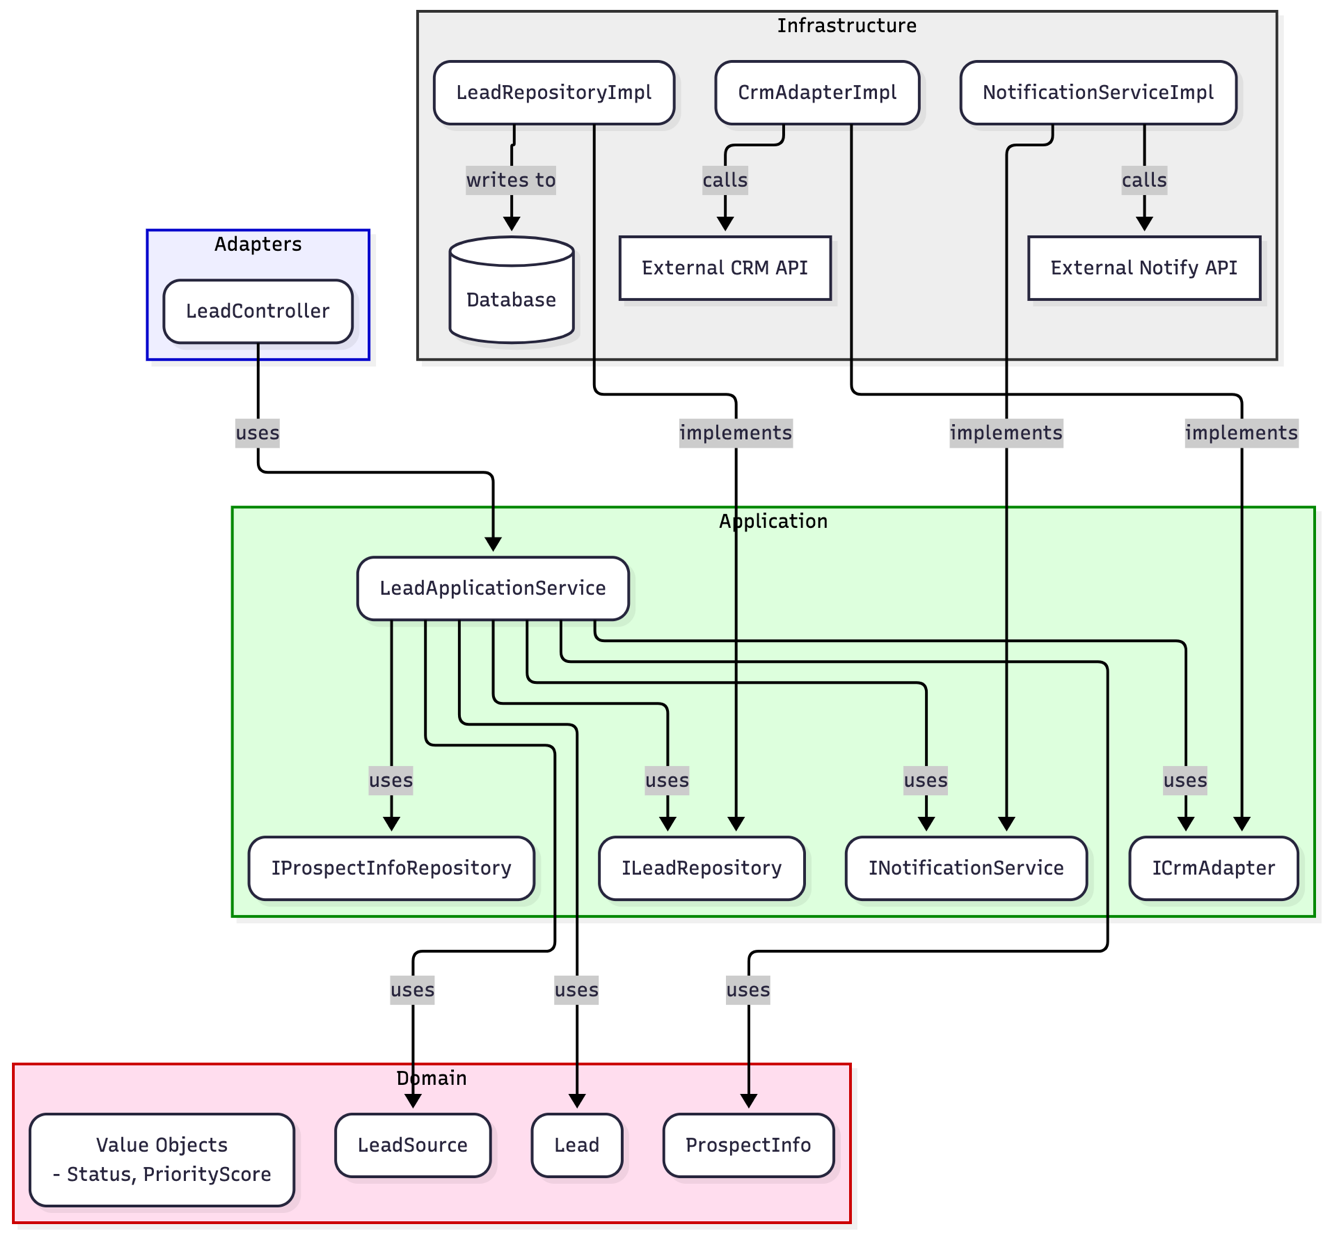 Infrastructure
LeadRepositoryImpl
CrmAdapterImpl
NotificationServiceImpl
writes to
calls
calls
Database
External CRM API
External Notify API
Adapters
LeadController
uses
implements
implements
implements
Application
LeadApplicationService
uses
uses
uses
uses
IProspectInfoRepository
ILeadRepository
INotificationService
ICrmAdapter
uses
uses
uses
Domain
Value Objects
- Status, PriorityScore
LeadSource
Lead
ProspectInfo